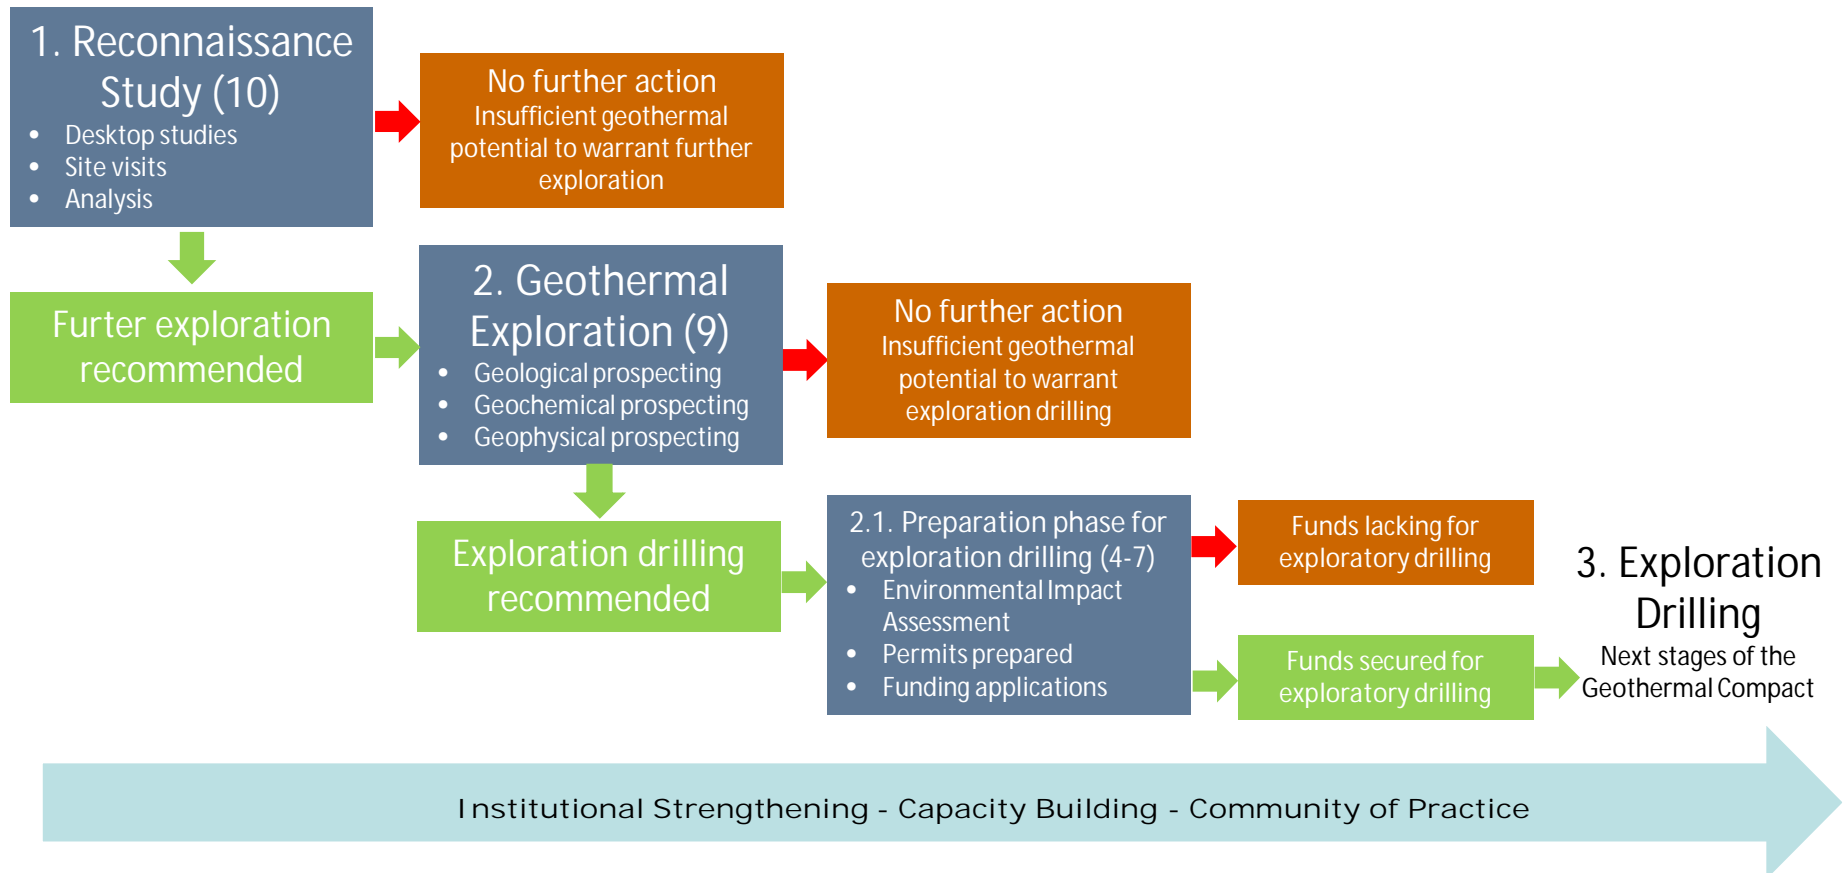 1. Reconnaissance
Study (10)
• Desktop studies
• Site visits
• Analysis
No further action
Insufficient geothermal
potential to warrant further
exploration
Furter exploration
recommended
2. Geothermal
Exploration (9)
• Geological prospecting
• Geochemical prospecting
• Geophysical prospecting
No further action
Insufficient geothermal
potential to warrant
exploration drilling
Exploration drilling
recommended
2.1. Preparation phase for
exploration drilling (4-7)
• Environmental Impact
Assessment
• Permits prepared
• Funding applications
Funds lacking for
exploratory drilling
Funds secured for
exploratory drilling
3. Exploration
Drilling
Next stages of the
Geothermal Compact
Institutional Strengthening - Capacity Building - Community of Practice